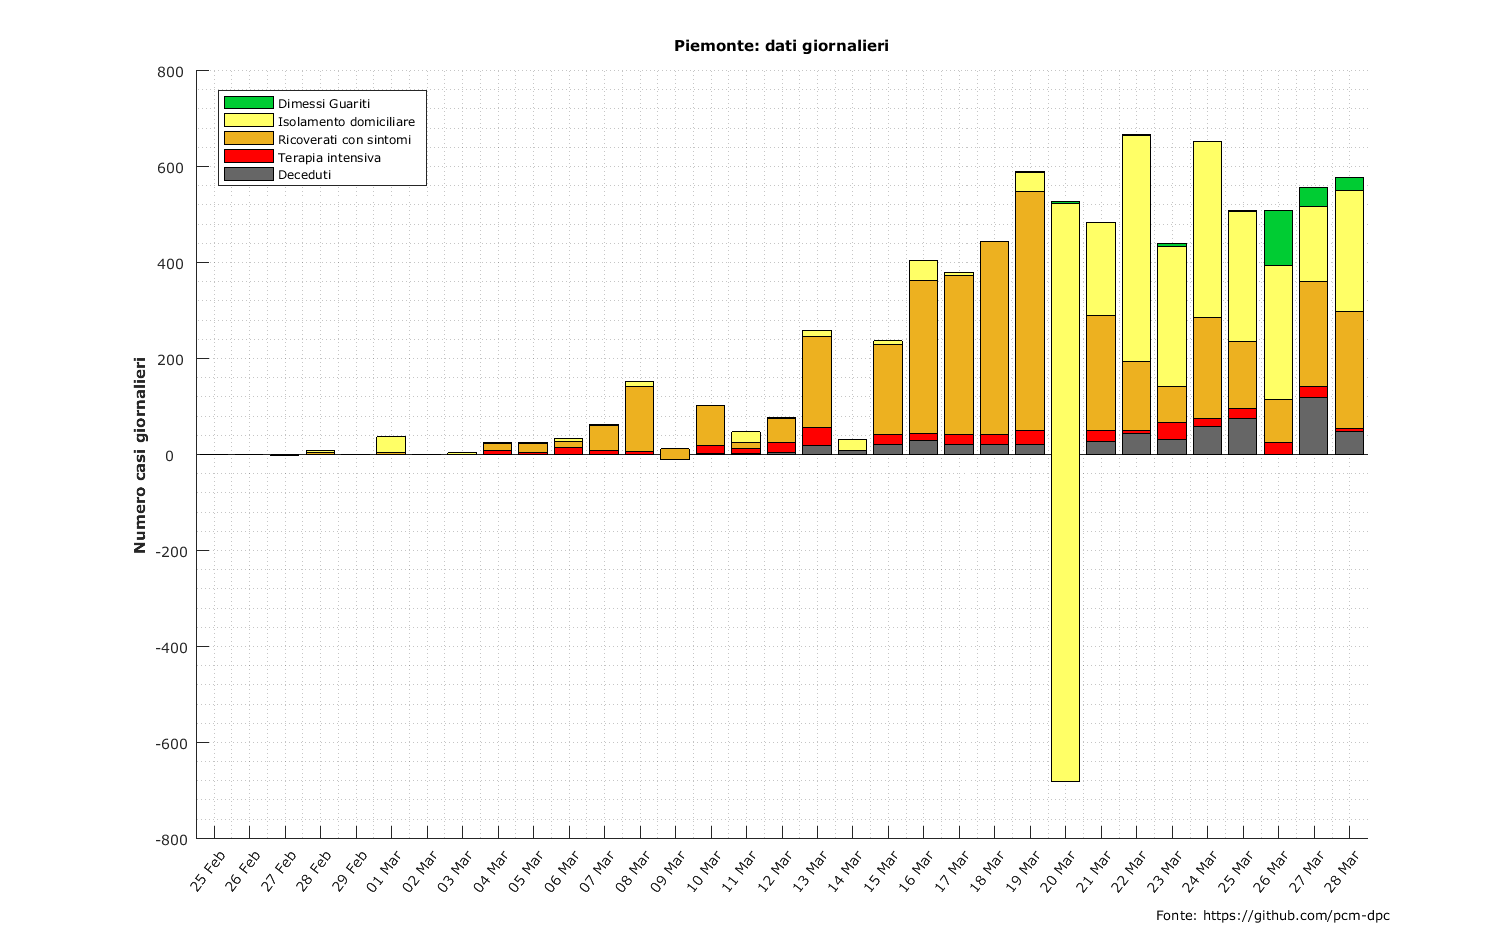 Piemonte: dati giornalieri
800
600
400
200
0
-200
-400
-600
-800
Numero casi giornalieri
Dimessi Guariti
Isolamento domiciliare
Ricoverati con sintomi
Terapia intensiva
Deceduti
25 Feb
26 Feb
27 Feb
28 Feb
29 Feb
01 Mar
02 Mar
03 Mar
04 Mar
05 Mar
06 Mar
07 Mar
08 Mar
09 Mar
10 Mar
11 Mar
12 Mar
13 Mar
14 Mar
15 Mar
16 Mar
17 Mar
18 Mar
19 Mar
20 Mar
21 Mar
22 Mar
23 Mar
24 Mar
25 Mar
26 Mar
27 Mar
28 Mar
Fonte: https://github.com/pcm-dpc